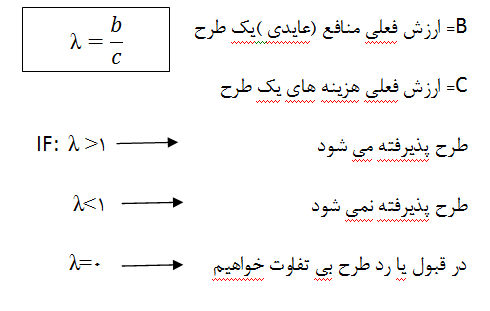 λ = b/c
B= ارزش فعلی منافع (عایدی )یک طرح
C= ارزش فعلی هزینه های یک طرح
IF: λ >۱ ⟶ طرح پذیرفته می شود
λ<۱ ⟶ طرح پذیرفته نمی شود
λ=۰ ⟶ در قبول یا رد طرح بی تفاوت خواهیم